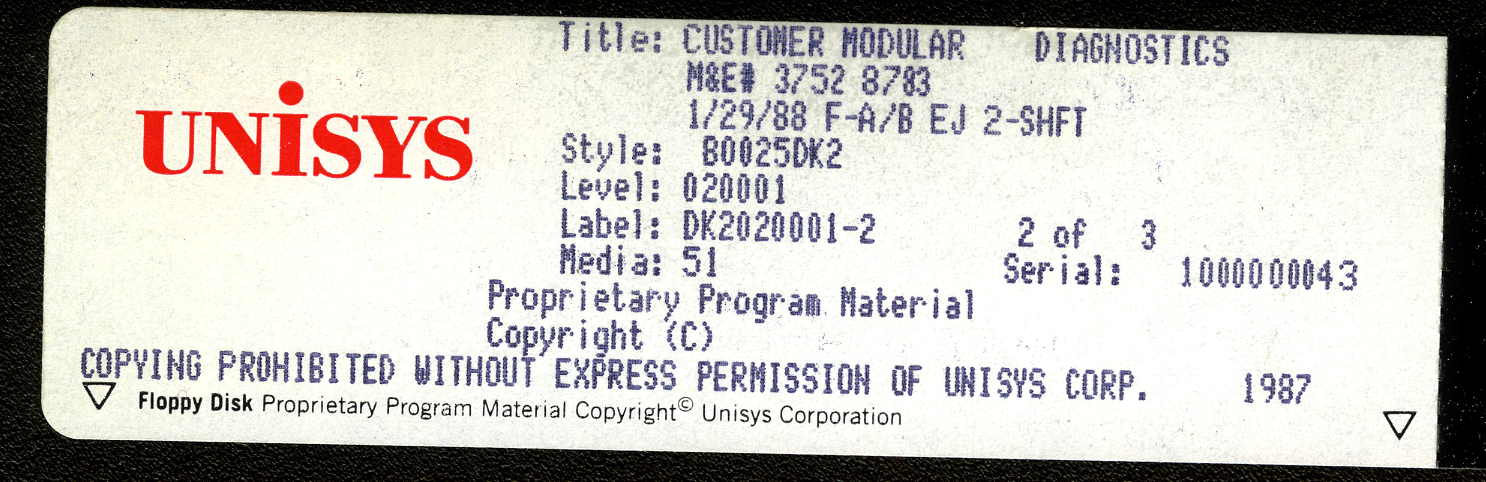 UNiSYS
Title: CUSTOMER MODULAR DIAGNOSTICS
M&E# 3752 8783
1/29/88 F-A/B EJ 2-SHFT
Style: B0025DK2
Level: 020001
Label: DK2020001-2 2 of 3
Media: 51 Serial: 1000000043
Proprietary Program Material
Copyright (C)
COPYING PROHIBITED WITHOUT EXPRESS PERMISSION OF UNISYS CORP. 1987
Floppy Disk Proprietary Program Material Copyright© Unisys Corporation